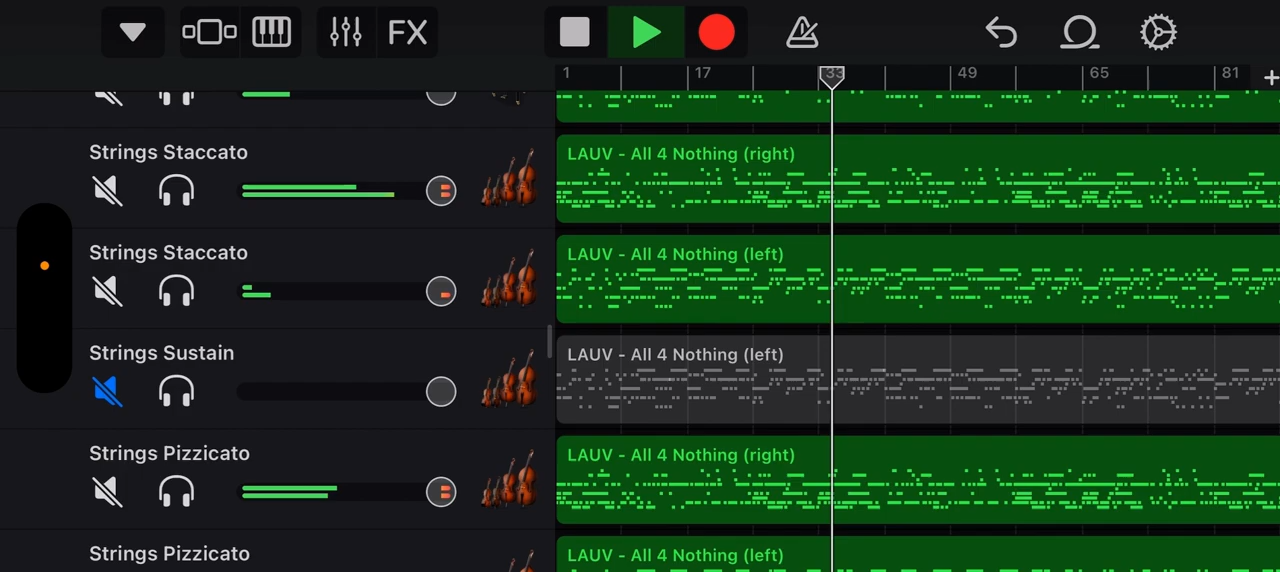 FX
1 17 33 49 65 81
Strings Staccato
LAUV - All 4 Nothing (right)
Strings Staccato
LAUV - All 4 Nothing (left)
Strings Sustain
LAUV - All 4 Nothing (left)
Strings Pizzicato
LAUV - All 4 Nothing (right)
Strings Pizzicato
LAUV - All 4 Nothing (left)